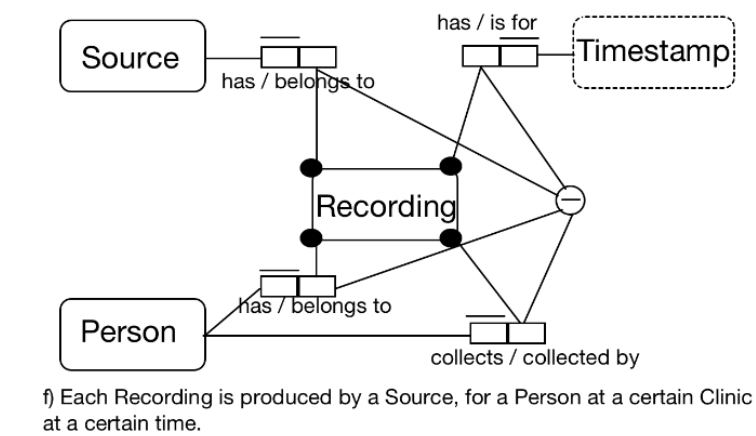 has / is for
Source
Timestamp
has / belongs to
Recording
has / belongs to
Person
collects / collected by
f) Each Recording is produced by a Source, for a Person at a certain Clinic
at a certain time.